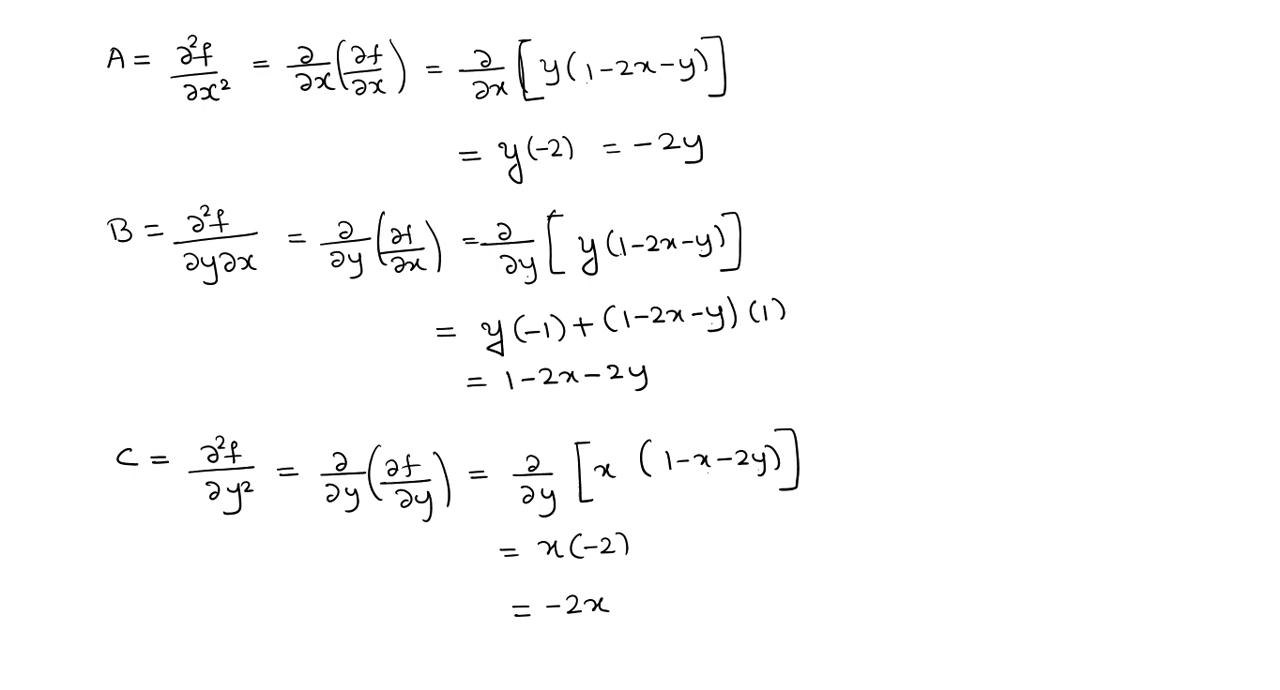 A = ∂²f/∂x² = ∂/∂x (∂f/∂x) = ∂/∂x [y(1-2x-y)]
= y(-2) = -2y
B = ∂²f/∂y∂x = ∂/∂y (∂f/∂x) = ∂/∂y [y(1-2x-y)]
= y(-1) + (1-2x-y)(1)
= 1-2x-2y
C = ∂²f/∂y² = ∂/∂y (∂f/∂y) = ∂/∂y [x (1-x-2y)]
= x(-2)
= -2x